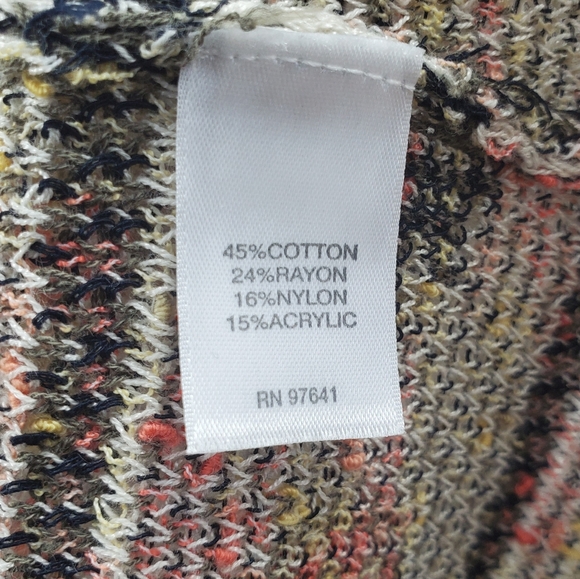 45%COTTON
24%RAYON
16%NYLON
15%ACRYLIC
RN 97641